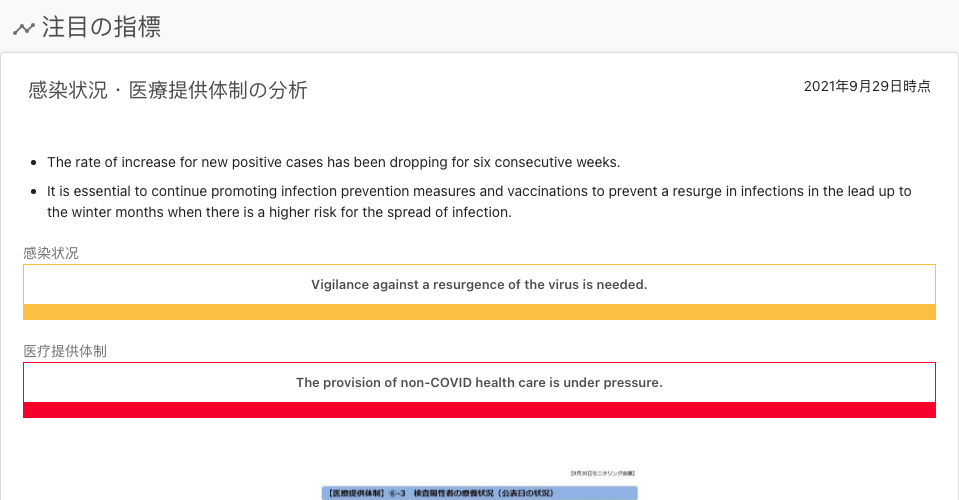 注目の指標
感染状況・医療提供体制の分析
2021年9月29日時点
The rate of increase for new positive cases has been dropping for six consecutive weeks.
It is essential to continue promoting infection prevention measures and vaccinations to prevent a resurge in infections in the lead up to
the winter months when there is a higher risk for the spread of infection.
感染状况
Vigilance against a resurgence of the virus is needed.
医疗提供体制
The provision of non-COVID health care is under pressure.
【9月30日モニタリング会議】
【医療提供体制】⑥-3 検査陽性者の療養状況（公表日の状況）